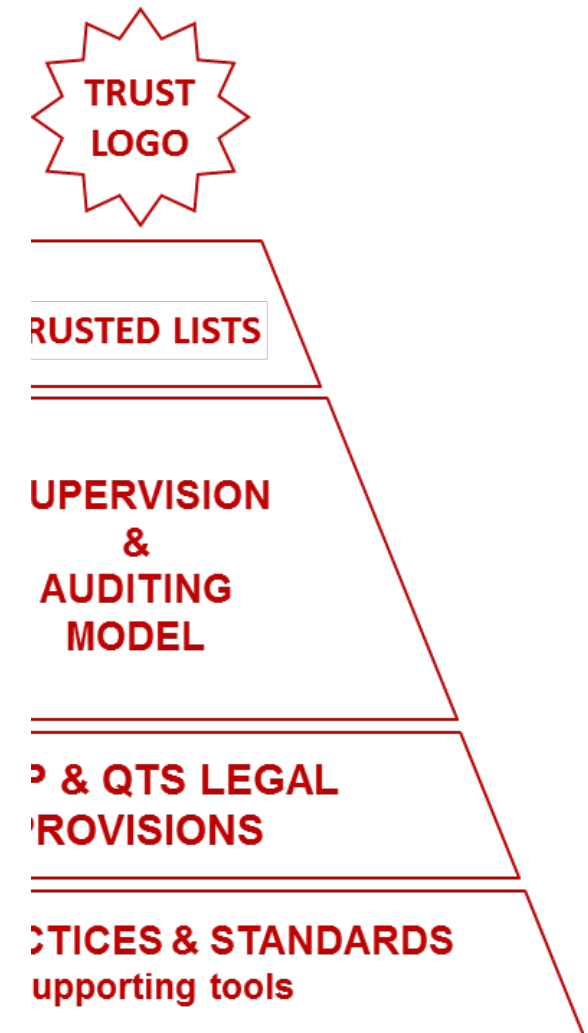 TRUST
LOGO
RUSTED LISTS
UPERVISION
&
AUDITING
MODEL
P & QTS LEGAL
ROVISIONS
CTICES & STANDARDS
upporting tools